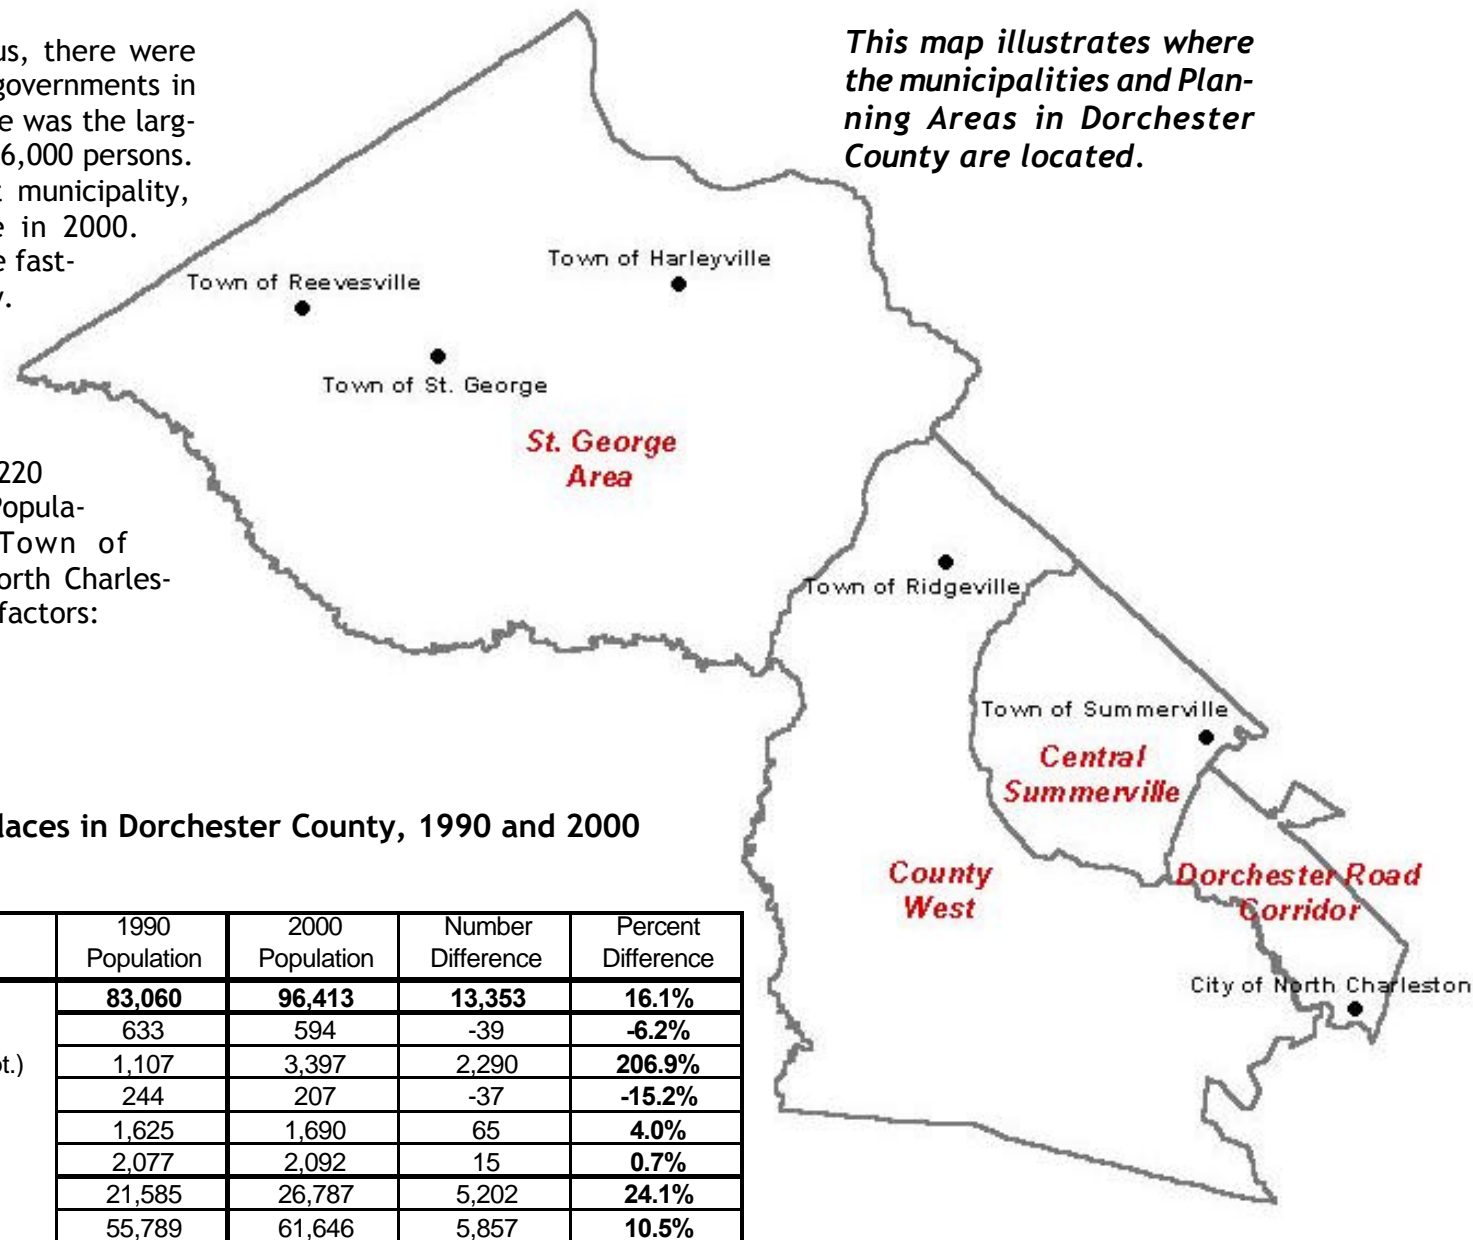 us, there were
governments in
e was the larg-
6,000 persons.
t municipality,
e in 2000.
e fast-
y.
220
Popula-
Town of
orth Charles-
factors:
This map illustrates where
the municipalities and Plan-
ning Areas in Dorchester
County are located.
Town of Reevesville
Town of Harleyville
Town of St. George
St. George
Area
Town of Ridgeville
Town of Summerville
Central
Summerville
County
West
Dorchester Road
Corridor
City of North Charleston
laces in Dorchester County, 1990 and 2000
1990 Population 2000 Population Number Difference Percent Difference
83,060 96,413 13,353 16.1%
633 594 -39 -6.2%
pt.) 1,107 3,397 2,290 206.9%
244 207 -37 -15.2%
1,625 1,690 65 4.0%
2,077 2,092 15 0.7%
21,585 26,787 5,202 24.1%
55,789 61,646 5,857 10.5%